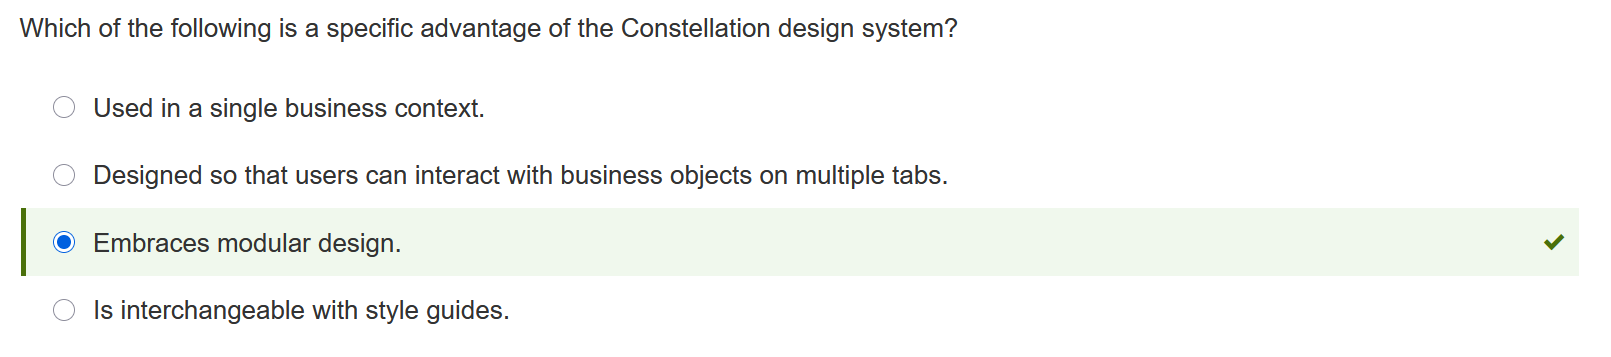 Which of the following is a specific advantage of the Constellation design system?
Used in a single business context.
Designed so that users can interact with business objects on multiple tabs.
Embraces modular design.
Is interchangeable with style guides.